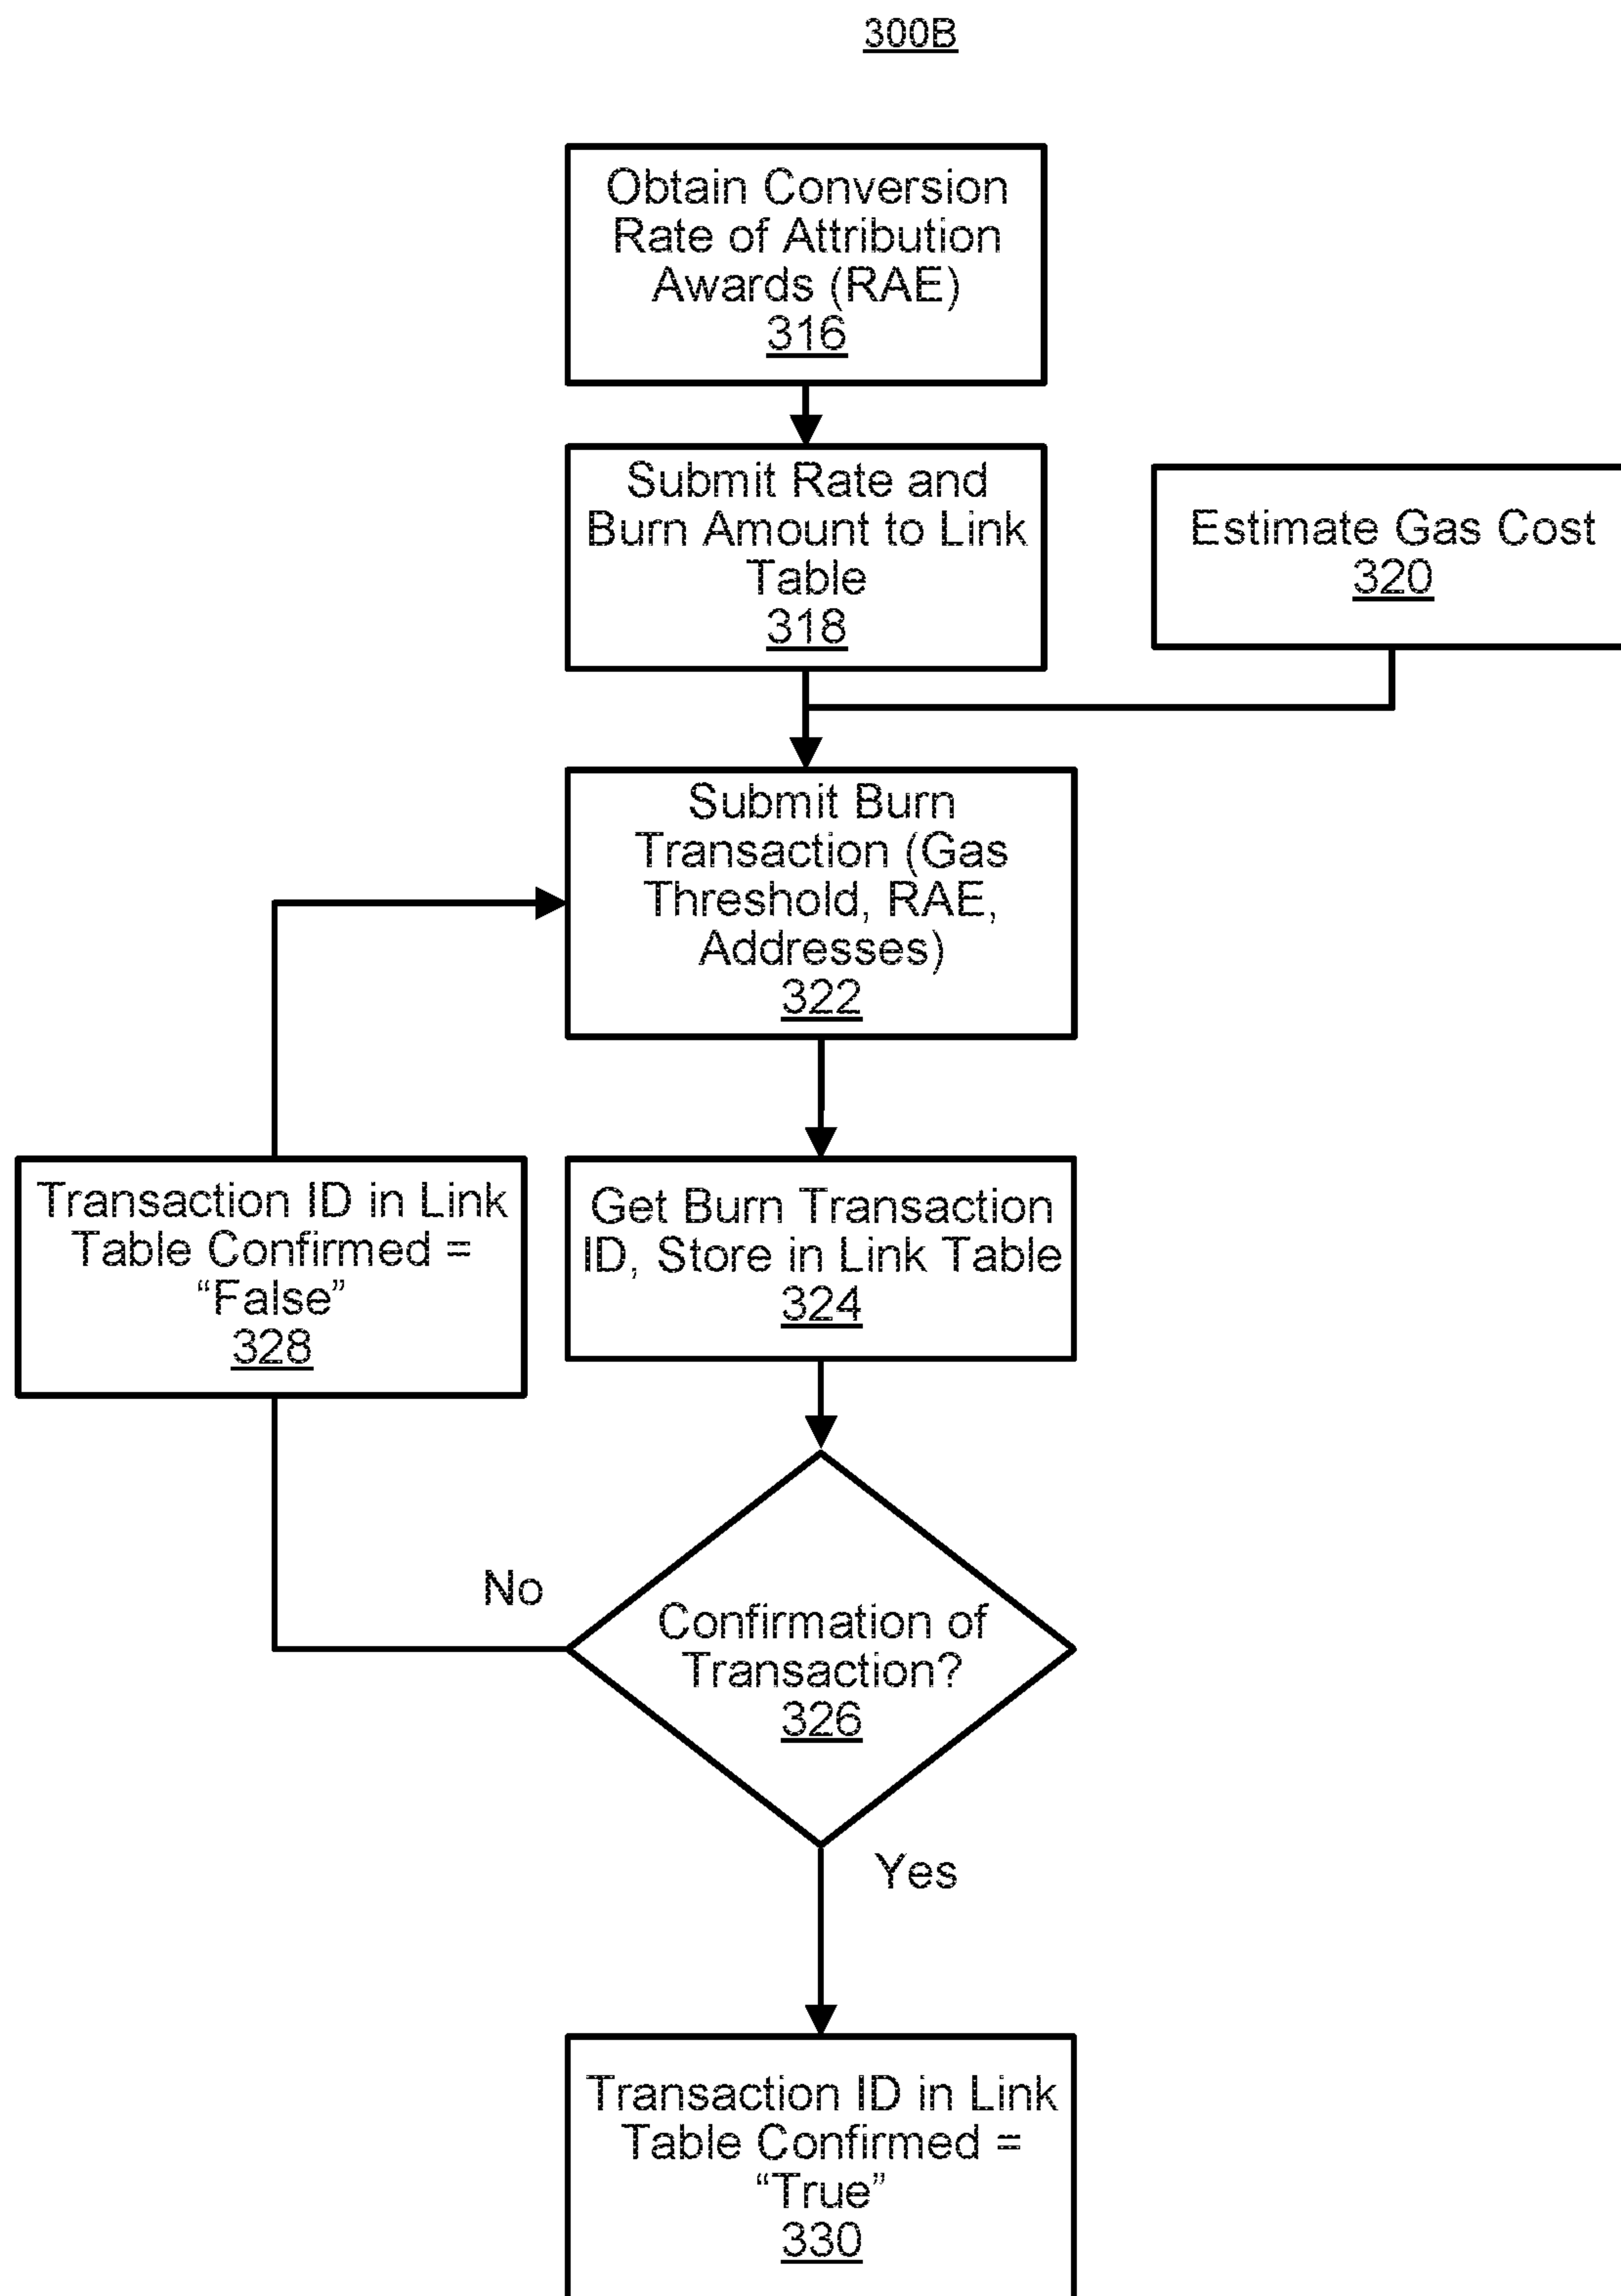 300B
Obtain Conversion
Rate of Attribution
Awards (RAE)
316
Submit Rate and
Burn Amount to Link
Table
318
Estimate Gas Cost
320
Submit Burn
Transaction (Gas
Threshold, RAE,
Addresses)
322
Transaction ID in Link
Table Confirmed =
“False”
328
Get Burn Transaction
ID, Store in Link Table
324
No
Confirmation of
Transaction?
326
Yes
Transaction ID in Link
Table Confirmed =
“True”
330